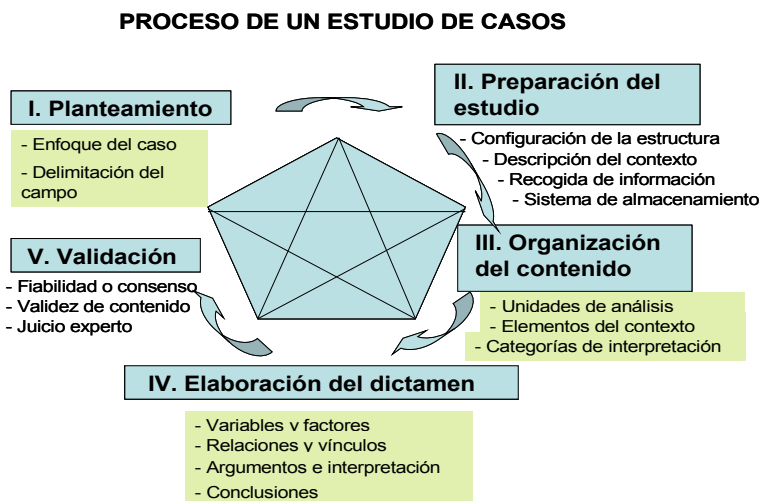 PROCESO DE UN ESTUDIO DE CASOS
I. Planteamiento
- Enfoque del caso
- Delimitación del
campo
II. Preparación del
estudio
- Configuración de la estructura
- Descripción del contexto
- Recogida de información
- Sistema de almacenamiento
III. Organización
del contenido
- Unidades de análisis
- Elementos del contexto
- Categorías de interpretación
IV. Elaboración del dictamen
- Variables y factores
- Relaciones y vínculos
- Argumentos e interpretación
- Conclusiones
V. Validación
- Fiabilidad o consenso
- Validez de contenido
- Juicio experto